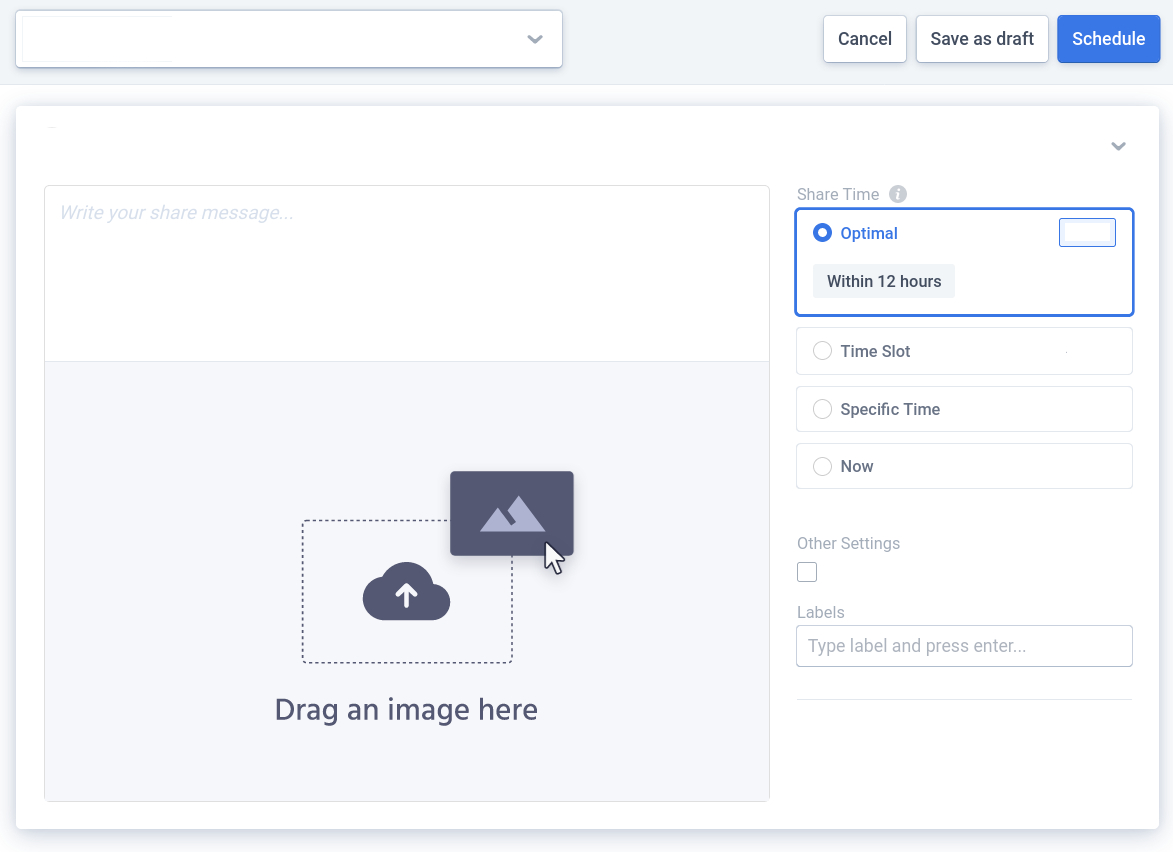 Cancel
Save as draft
Schedule
Write your share message...
Drag an image here
Share Time
Optimal
Within 12 hours
Time Slot
Specific Time
Now
Other Settings
Labels
Type label and press enter...